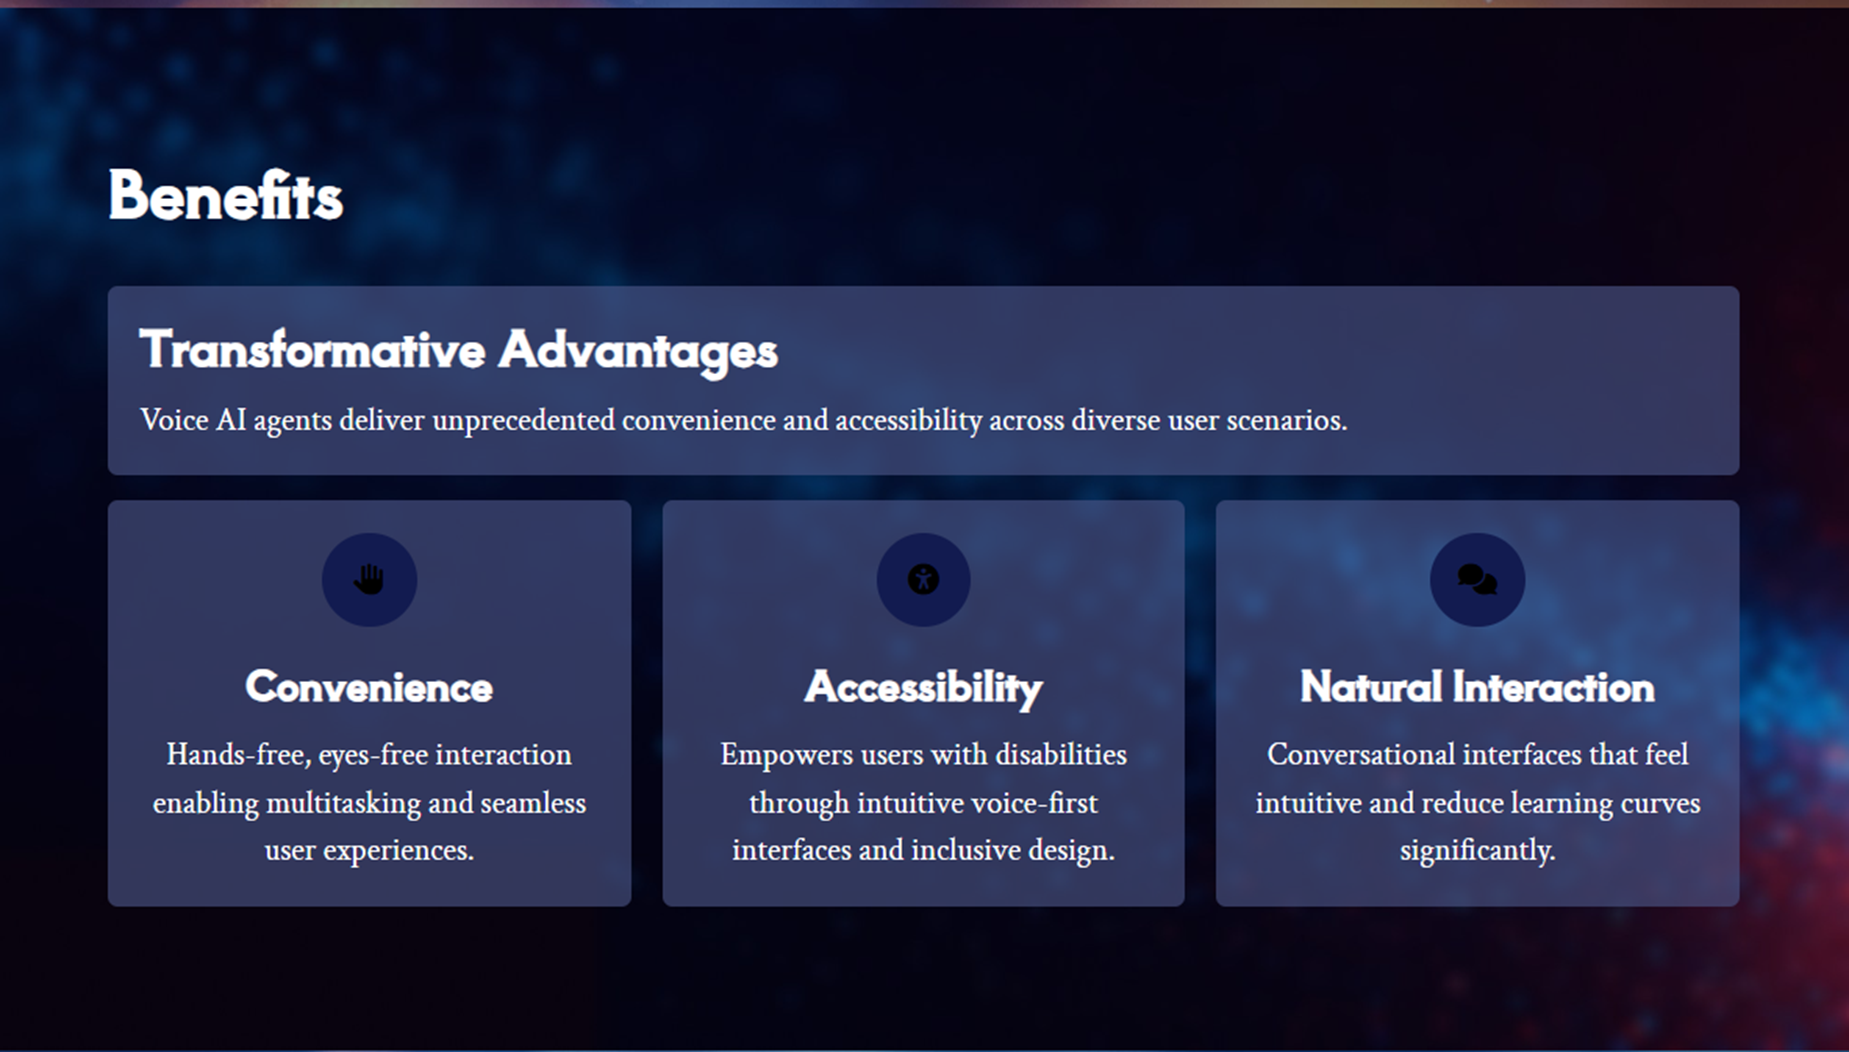 Benefits
Transformative Advantages
Voice AI agents deliver unprecedented convenience and accessibility across diverse user scenarios.
Convenience
Hands-free, eyes-free interaction
enabling multitasking and seamless
user experiences.
Accessibility
Empowers users with disabilities
through intuitive voice-first
interfaces and inclusive design.
Natural Interaction
Conversational interfaces that feel
intuitive and reduce learning curves
significantly.